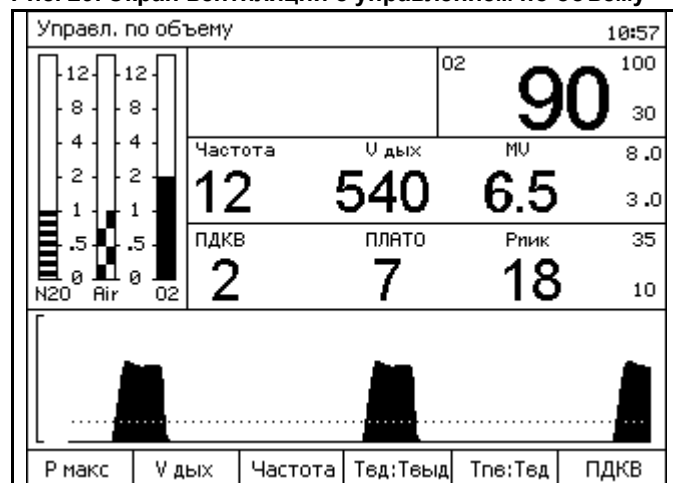 Управл. по объему 10:57
12 12
8 8
4 4
2 2
1 1
.5 .5
0 0
N2O Air O2
O2 90 100
30
Частота V дых MV 8.0
12 540 6.5 3.0
ПДКВ ПЛАТО Рпик 35
2 7 18 10
Р макс V дых Частота Твд:Твыд Тпв:Твд ПДКВ